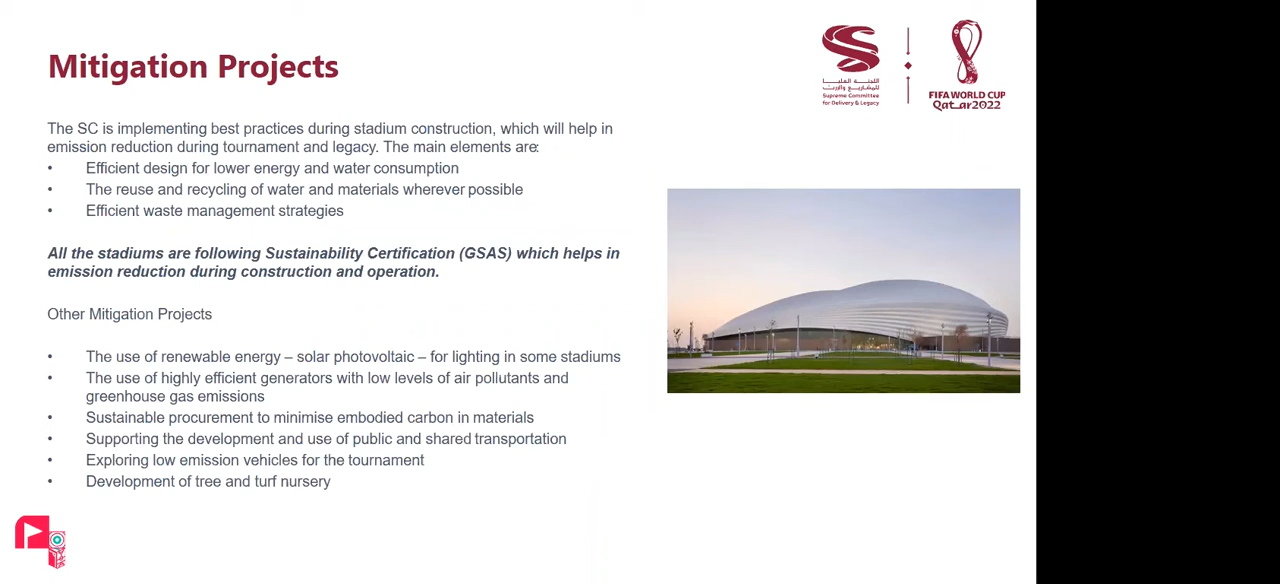 Mitigation Projects
اللجنة العليا
للمشاريع والإرث
Supreme Committee
for Delivery & Legacy
FIFA WORLD CUP
Qatar2022
The SC is implementing best practices during stadium construction, which will help in
emission reduction during tournament and legacy. The main elements are:
• Efficient design for lower energy and water consumption
• The reuse and recycling of water and materials wherever possible
• Efficient waste management strategies
All the stadiums are following Sustainability Certification (GSAS) which helps in
emission reduction during construction and operation.
Other Mitigation Projects
• The use of renewable energy – solar photovoltaic – for lighting in some stadiums
• The use of highly efficient generators with low levels of air pollutants and
greenhouse gas emissions
• Sustainable procurement to minimise embodied carbon in materials
• Supporting the development and use of public and shared transportation
• Exploring low emission vehicles for the tournament
• Development of tree and turf nursery